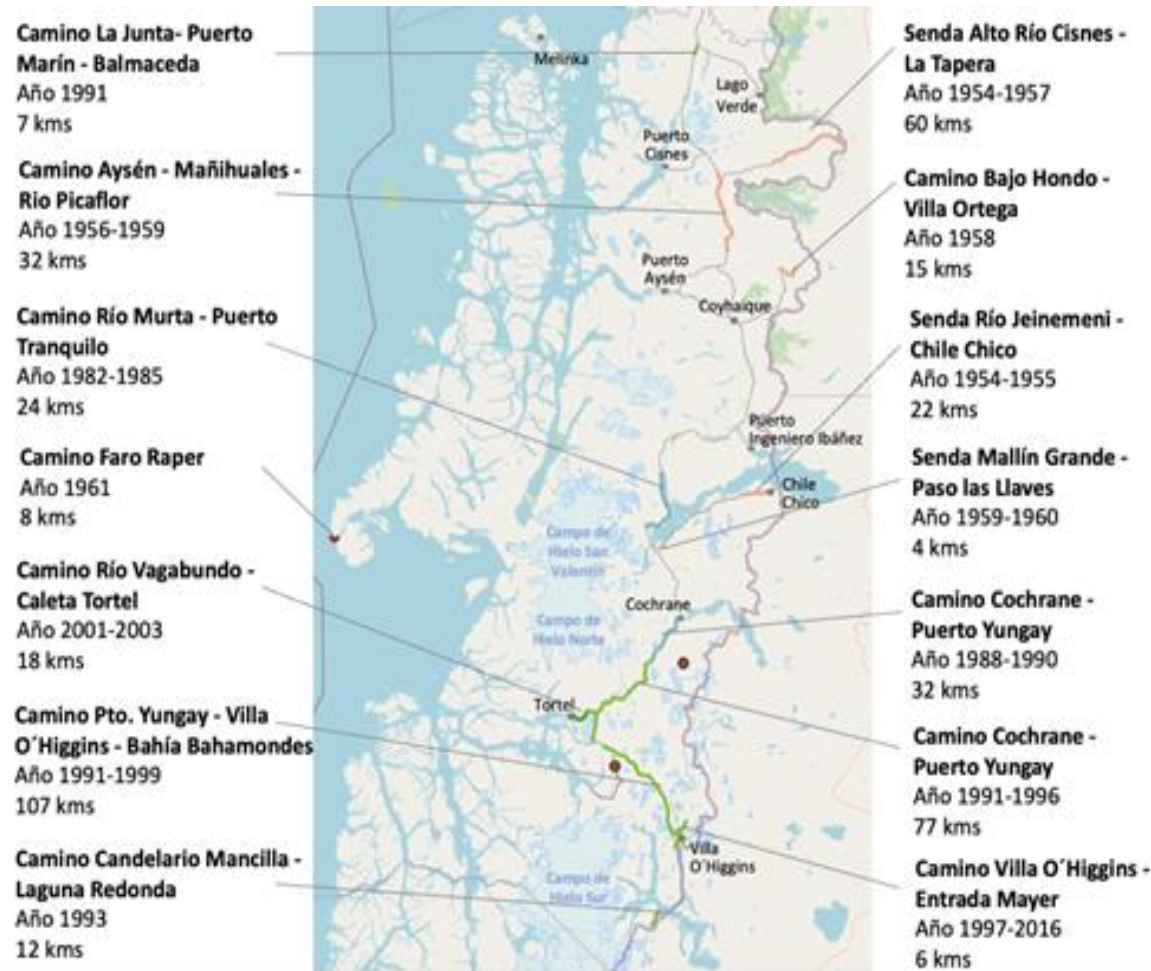 Camino La Junta- Puerto
Marín - Balmaceda
Año 1991
7 kms
Camino Aysén - Mañihuales -
Rio Picaflor
Año 1956-1959
32 kms
Camino Río Murta - Puerto
Tranquilo
Año 1982-1985
24 kms
Camino Faro Raper
Año 1961
8 kms
Camino Río Vagabundo -
Caleta Tortel
Año 2001-2003
18 kms
Camino Pto. Yungay - Villa
O´Higgins - Bahía Bahamondes
Año 1991-1999
107 kms
Camino Candelario Mancilla -
Laguna Redonda
Año 1993
12 kms
Melinka
Lago
Verde
Puerto
Cisnes
Puerto
Aysén
Coyhaique
Puerto
Ingeniero Ibáñez
Chile
Chico
Campo de
Hielo San
Valentín
Cochrane
Campo de
Hielo Norte
Tortel
Villa
O´Higgins
Campo de
Hielo Sur
Senda Alto Río Cisnes -
La Tapera
Año 1954-1957
60 kms
Camino Bajo Hondo -
Villa Ortega
Año 1958
15 kms
Senda Río Jeinemeni -
Chile Chico
Año 1954-1955
22 kms
Senda Mallín Grande -
Paso las Llaves
Año 1959-1960
4 kms
Camino Cochrane -
Puerto Yungay
Año 1988-1990
32 kms
Camino Cochrane -
Puerto Yungay
Año 1991-1996
77 kms
Camino Villa O´Higgins -
Entrada Mayer
Año 1997-2016
6 kms